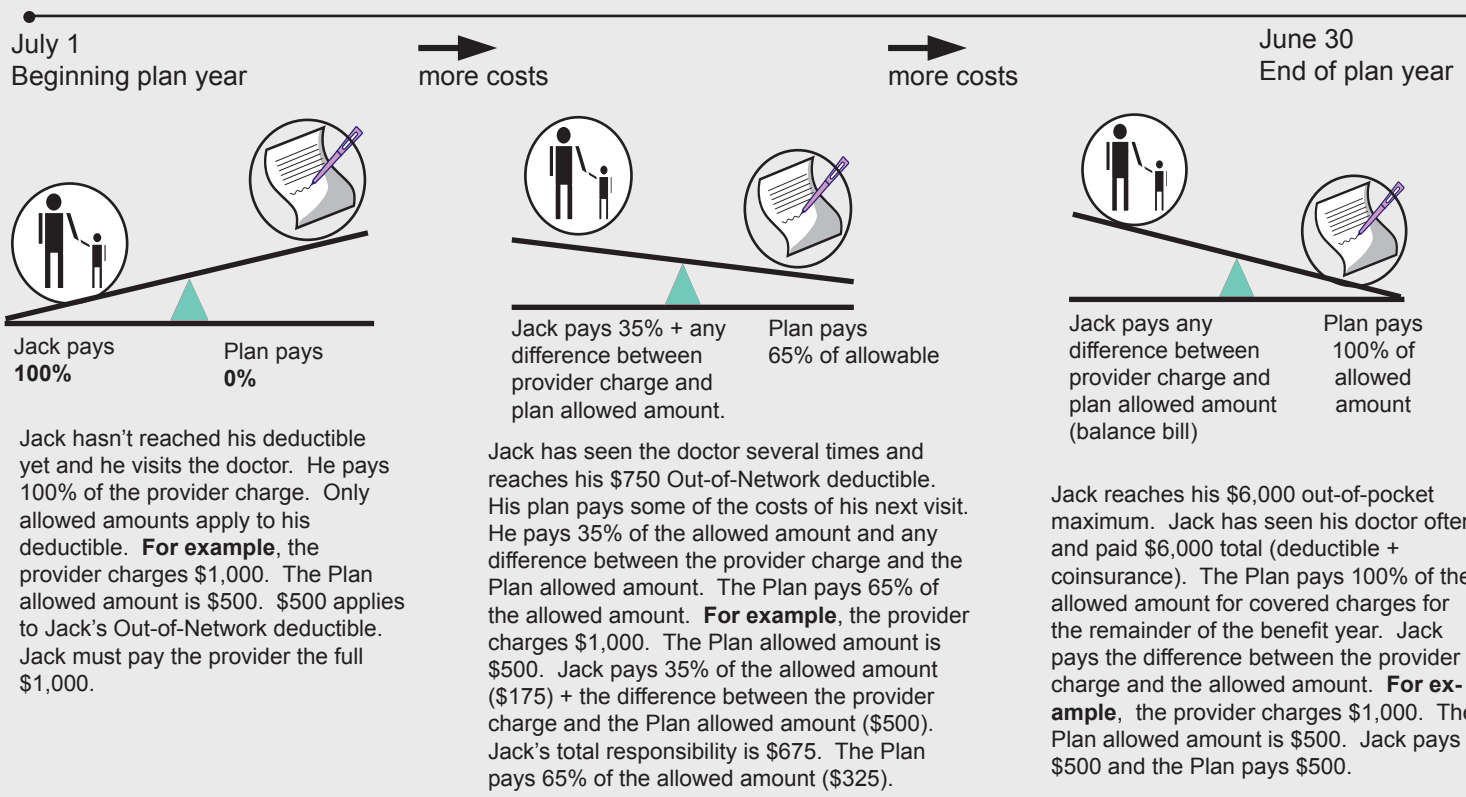 July 1
Beginning plan year
more costs
more costs
June 30
End of plan year
Jack pays
100%
Plan pays
0%
Jack hasn't reached his deductible
yet and he visits the doctor. He pays
100% of the provider charge. Only
allowed amounts apply to his
deductible. For example, the
provider charges $1,000. The Plan
allowed amount is $500. $500 applies
to Jack's Out-of-Network deductible.
Jack must pay the provider the full
$1,000.
Jack pays 35% + any
difference between
provider charge and
plan allowed amount.
Plan pays
65% of allowable
Jack has seen the doctor several times and
reaches his $750 Out-of-Network deductible.
His plan pays some of the costs of his next visit.
He pays 35% of the allowed amount and any
difference between the provider charge and the
Plan allowed amount. The Plan pays 65% of
the allowed amount. For example, the provider
charges $1,000. The Plan allowed amount is
$500. Jack pays 35% of the allowed amount
($175) + the difference between the provider
charge and the Plan allowed amount ($500).
Jack's total responsibility is $675. The Plan
pays 65% of the allowed amount ($325).
Jack pays any
difference between
provider charge and
plan allowed amount
(balance bill)
Plan pays
100% of
allowed
amount
Jack reaches his $6,000 out-of-pocket
maximum. Jack has seen his doctor often
and paid $6,000 total (deductible +
coinsurance). The Plan pays 100% of the
allowed amount for covered charges for
the remainder of the benefit year. Jack
pays the difference between the provider
charge and the allowed amount. For ex-
ample, the provider charges $1,000. The
Plan allowed amount is $500. Jack pays
$500 and the Plan pays $500.